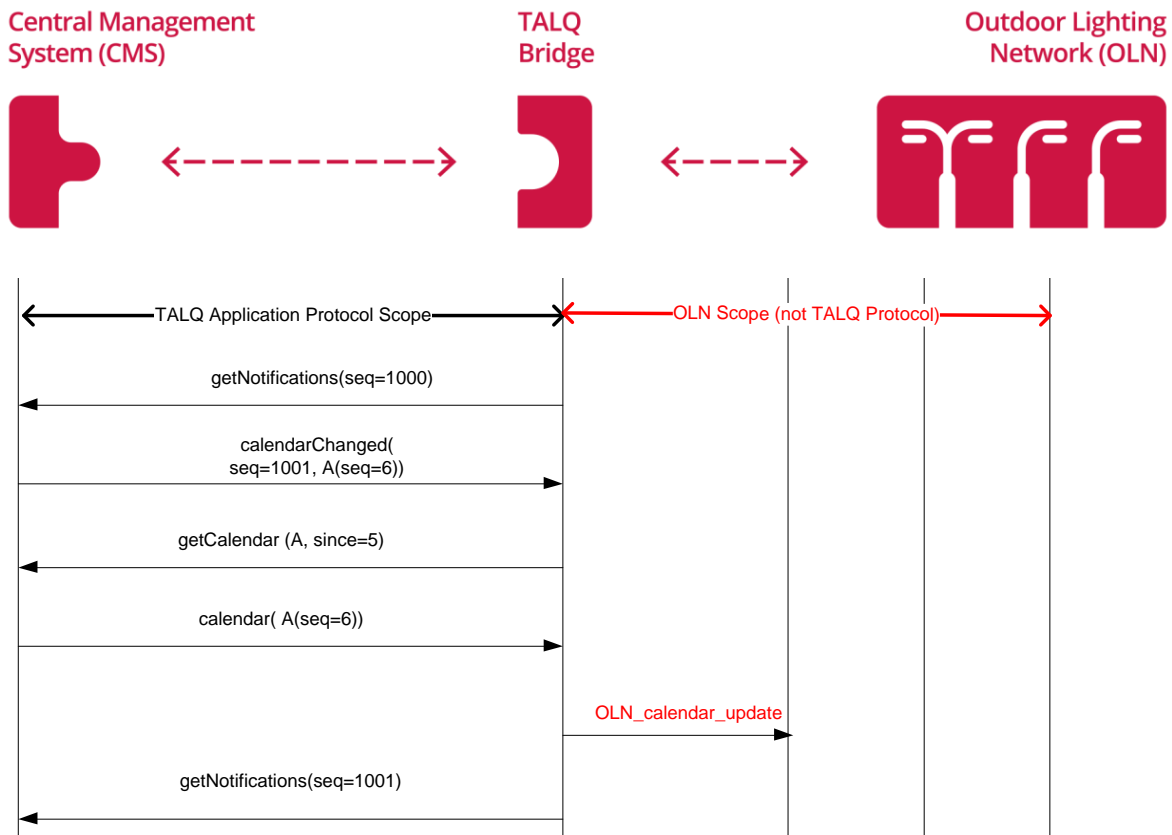 Central Management
System (CMS)
TALQ
Bridge
Outdoor Lighting
Network (OLN)
TALQ Application Protocol Scope
OLN Scope (not TALQ Protocol)
getNotifications(seq=1000)
calendarChanged(
seq=1001, A(seq=6))
getCalendar (A, since=5)
calendar( A(seq=6))
OLN_calendar_update
getNotifications(seq=1001)